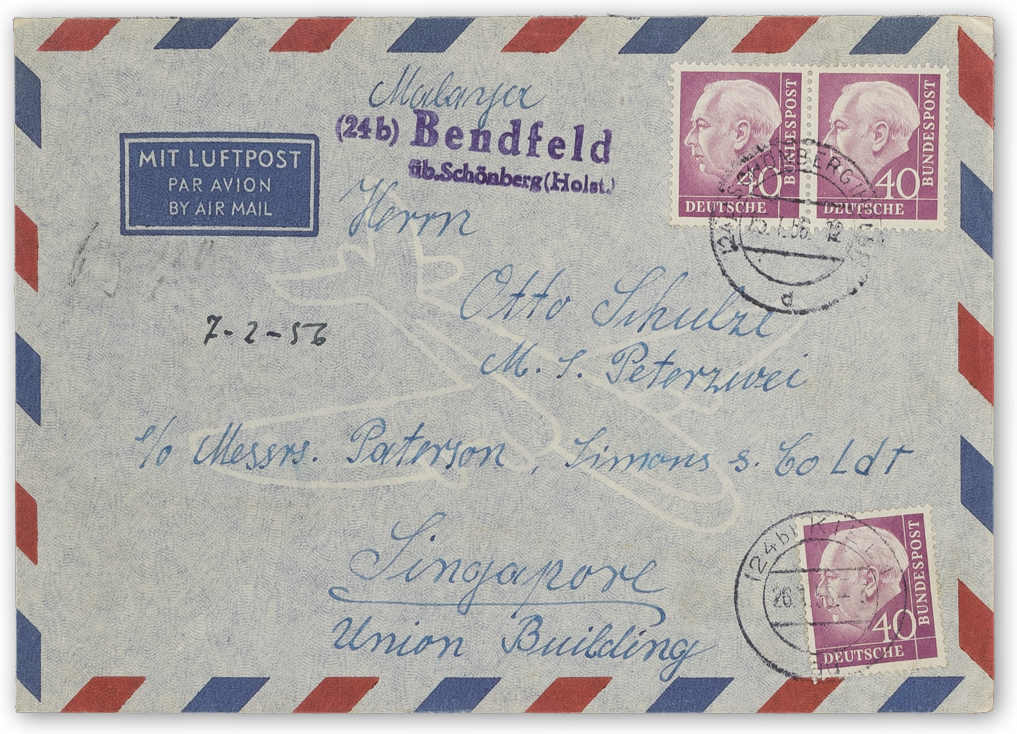 Malaya
(24b) Bendfeld
üb. Schönberg (Holst.)
MIT LUFTPOST
PAR AVION
BY AIR MAIL
40
DEUTSCHE
BUNDESPOST
40
DEUTSCHE
BUNDESPOST
Herrn
Otto Schulze
7-2-56
M. S. Peterzwei
c/o Messrs. Paterson, Simons s. Co Ldt
Singapore
Union Building
40
DEUTSCHE
BUNDESPOST